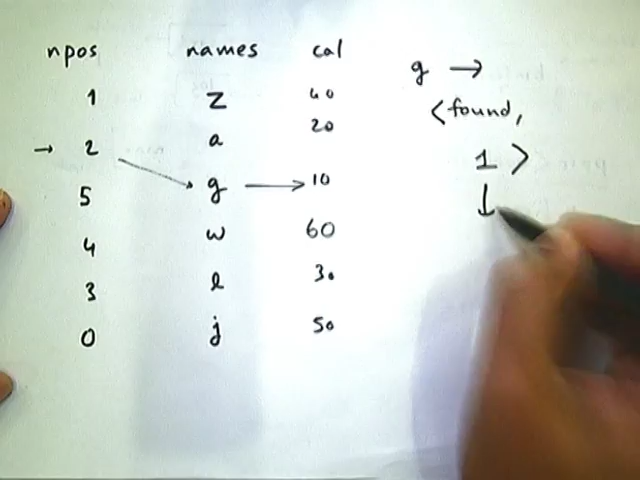 npos names cal
1 z 40
→ 2 a 20
5 g → 10
4 w 60
3 l 30
0 j 50
g →
<found,
1 >
↓